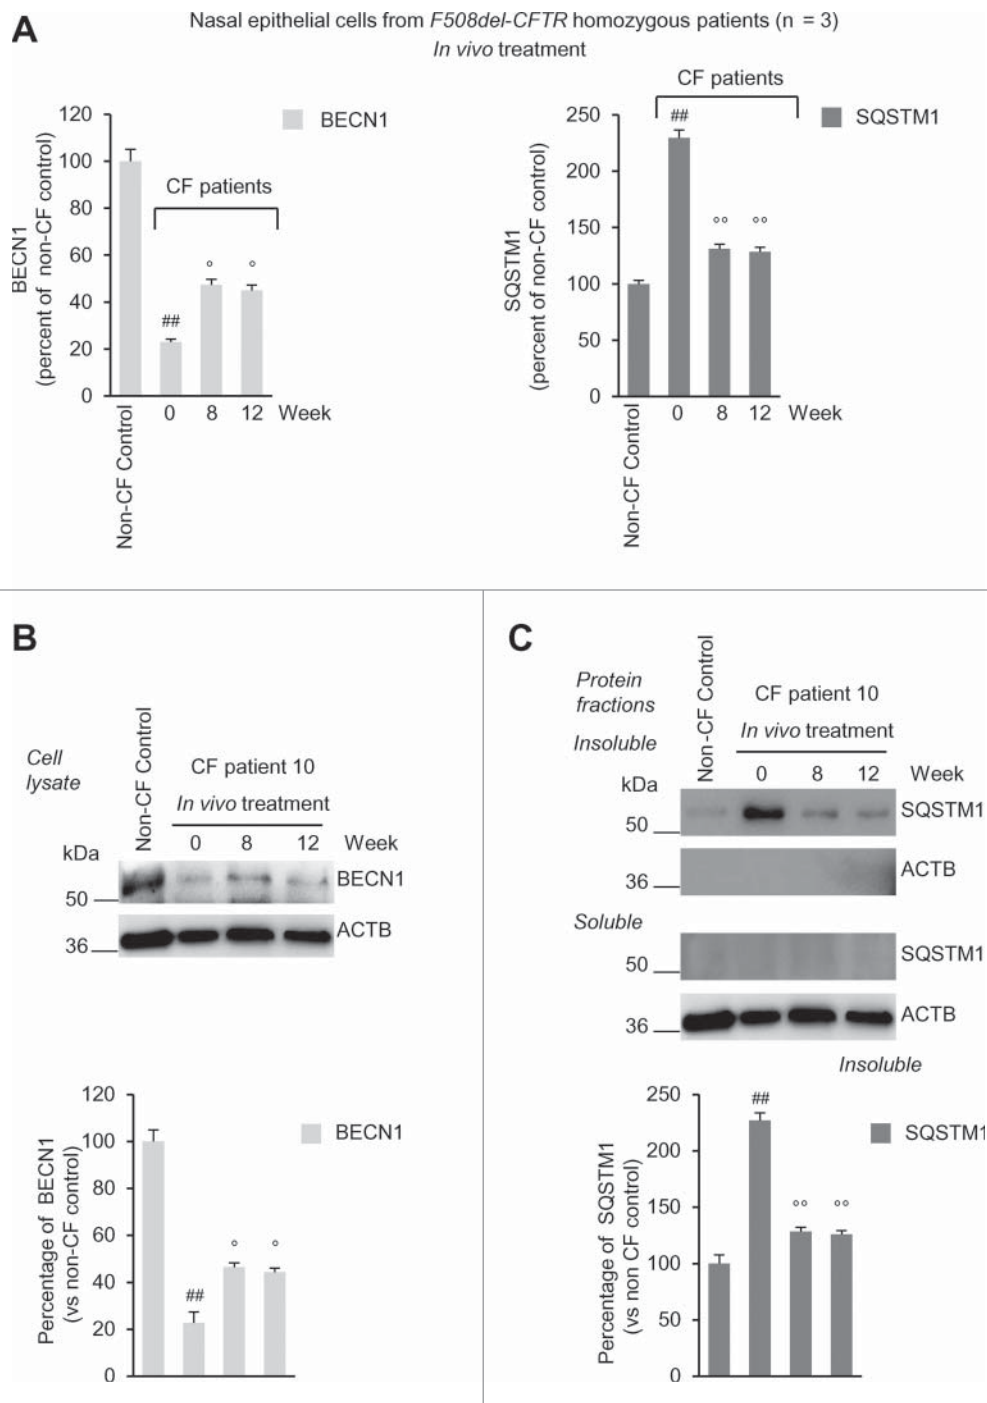 A
Nasal epithelial cells from F508del-CFTR homozygous patients (n = 3)
In vivo treatment
BECN1
(percent of non-CF control)
120
100
80
60
40
20
0
BECN1
CF patients
##
°
°
Non-CF Control
0 8 12 Week
SQSTM1
(percent of non-CF control)
250
200
150
100
50
0
CF patients
SQSTM1
##
°°
°°
Non-CF Control
0 8 12 Week
B
Cell
lysate
Non-CF Control
CF patient 10
In vivo treatment
0 8 12 Week
kDa
BECN1
50
ACTB
36
Percentage of BECN1
(vs non-CF control)
120
100
80
60
40
20
0
BECN1
##
°
°
C
Protein
fractions
Insoluble
Non-CF Control
CF patient 10
In vivo treatment
0 8 12 Week
kDa
SQSTM1
50
ACTB
36
Soluble
SQSTM1
50
ACTB
36
Insoluble
Percentage of SQSTM1
(vs non CF control)
250
200
150
100
50
0
SQSTM1
##
°°
°°